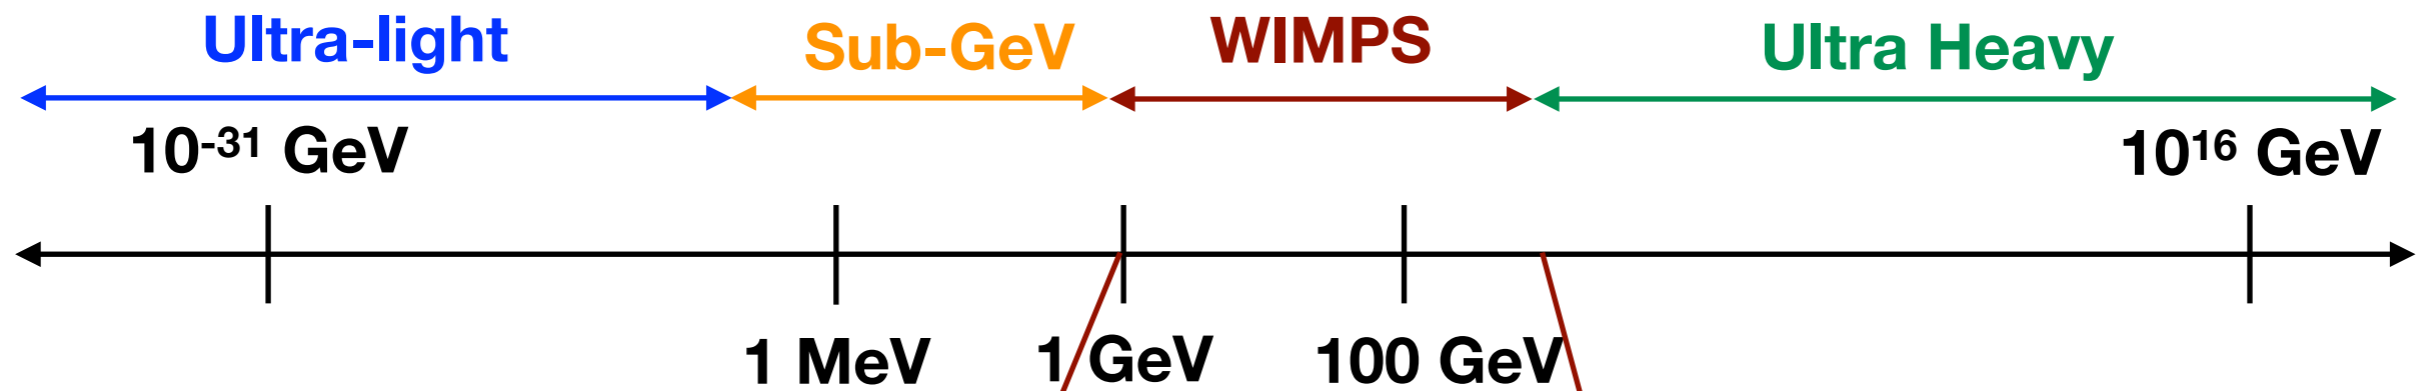 Ultra-light Sub-GeV WIMPS Ultra Heavy
10⁻³¹ GeV 10¹⁶ GeV
1 MeV 1 GeV 100 GeV